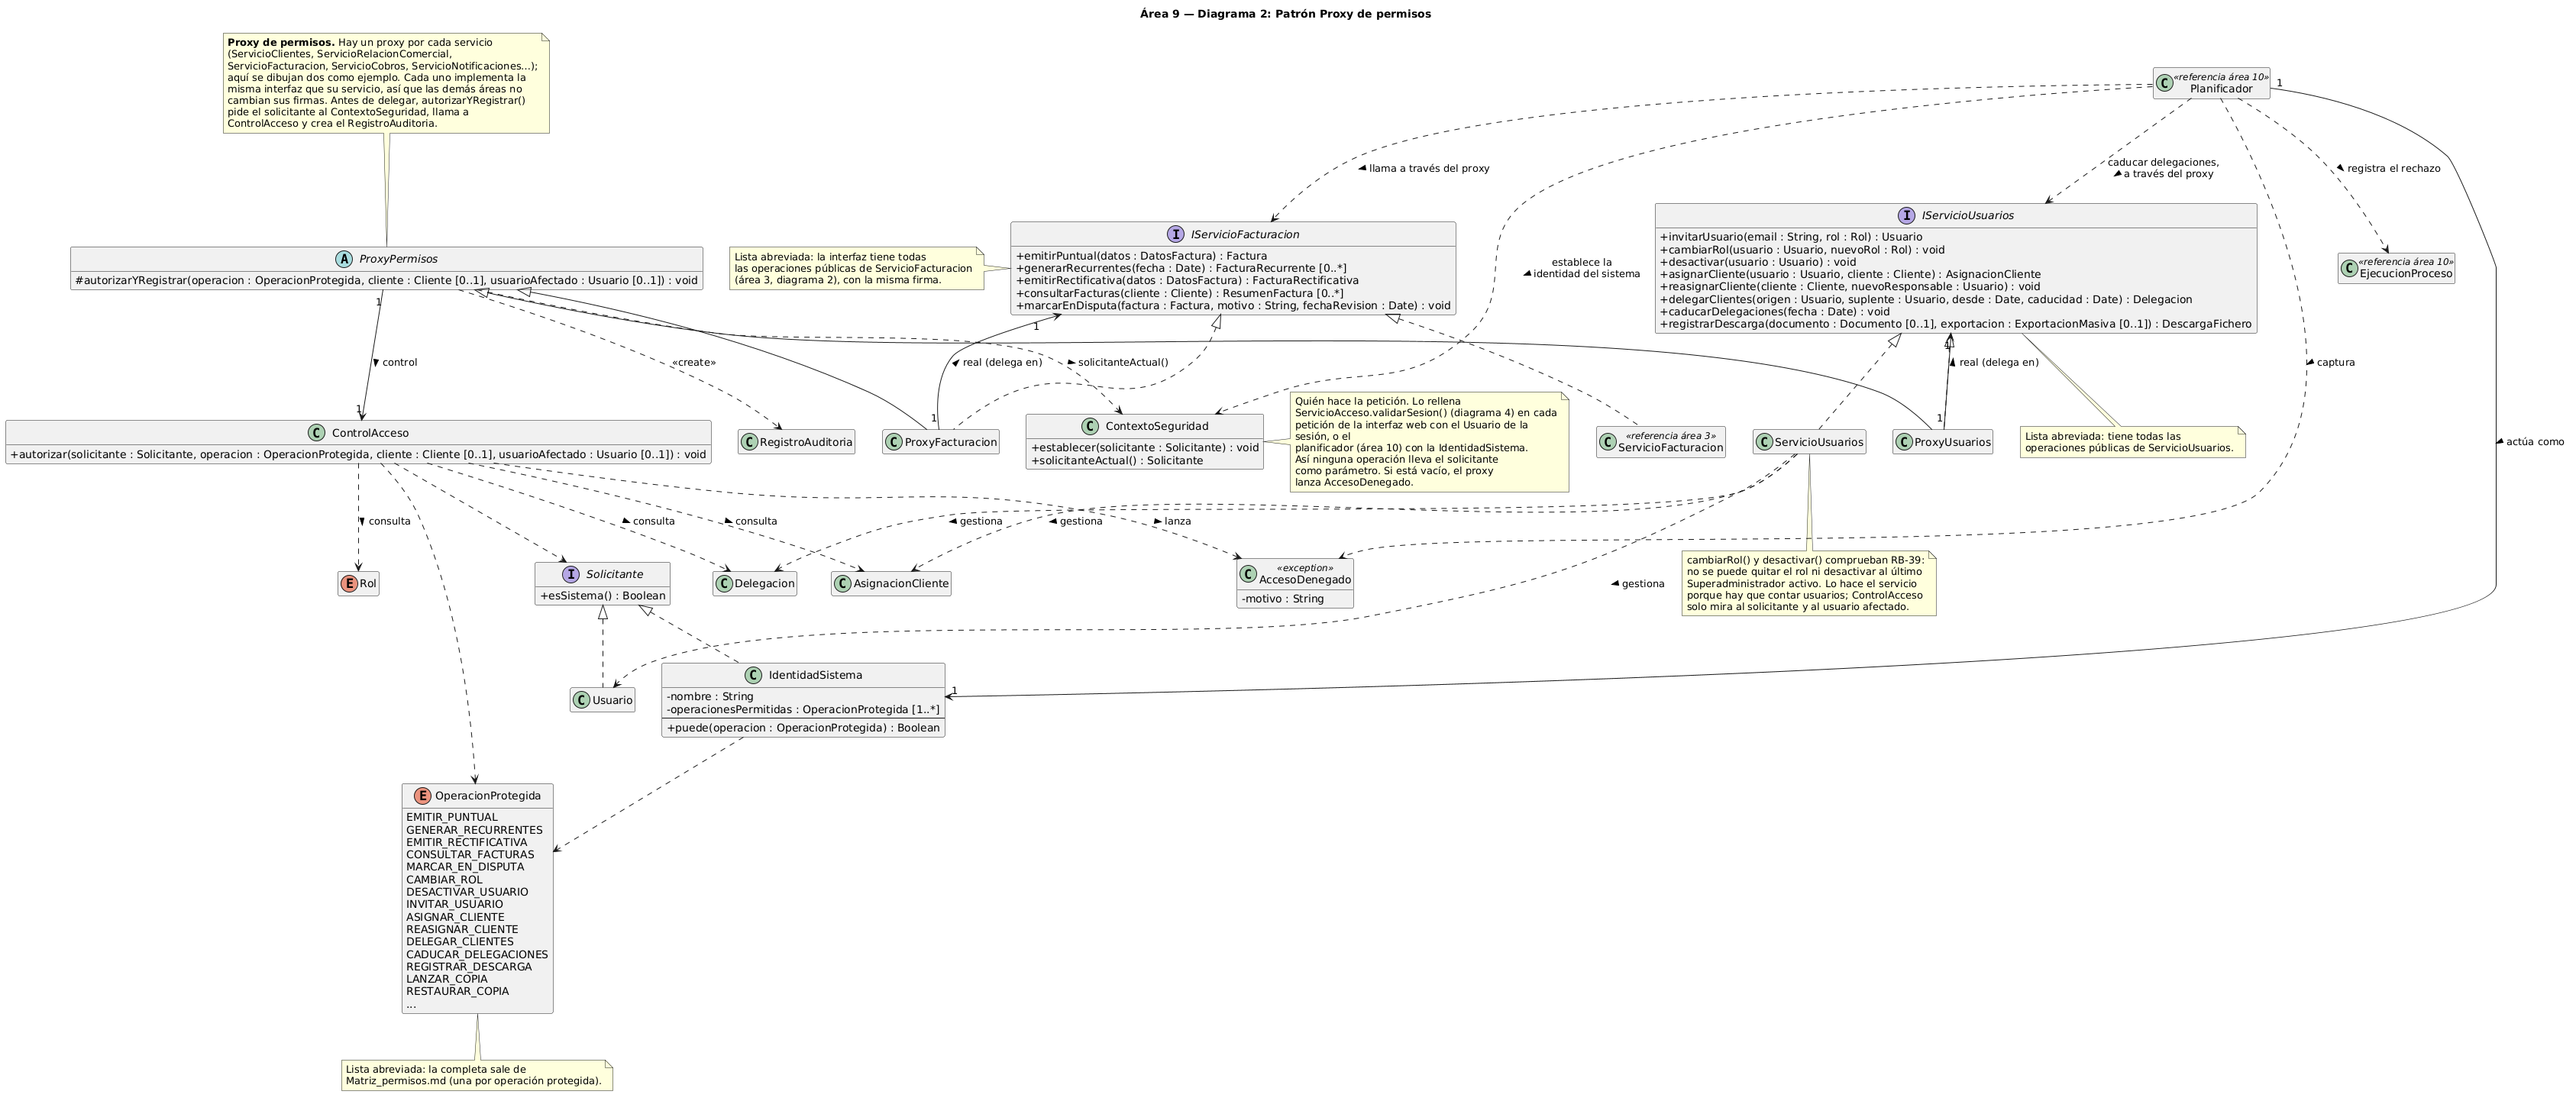 Área 9 — Diagrama 2: Patrón Proxy de permisos
Proxy de permisos. Hay un proxy por cada servicio
(ServicioClientes, ServicioRelacionComercial,
ServicioFacturacion, ServicioCobros, ServicioNotificaciones...);
aquí se dibujan dos como ejemplo. Cada uno implementa la
misma interfaz que su servicio, así que las demás áreas no
cambian sus firmas. Antes de delegar, autorizarYRegistrar()
pide el solicitante al ContextoSeguridad, llama a
ControlAcceso y crea el RegistroAuditoria.
C «referencia área 10»
Planificador
1
llama a través del proxy
caducar delegaciones,
a través del proxy
registra el rechazo
A ProxyPermisos
#autorizarYRegistrar(operacion : OperacionProtegida, cliente : Cliente [0..1], usuarioAfectado : Usuario [0..1]) : void
Lista abreviada: la interfaz tiene todas
las operaciones públicas de ServicioFacturacion
(área 3, diagrama 2), con la misma firma.
I IServicioFacturacion
+emitirPuntual(datos : DatosFactura) : Factura
+generarRecurrentes(fecha : Date) : FacturaRecurrente [0..*]
+emitirRectificativa(datos : DatosFactura) : FacturaRectificativa
+consultarFacturas(cliente : Cliente) : ResumenFactura [0..*]
+marcarEnDisputa(factura : Factura, motivo : String, fechaRevision : Date) : void
establece la
identidad del sistema
I IServicioUsuarios
+invitarUsuario(email : String, rol : Rol) : Usuario
+cambiarRol(usuario : Usuario, nuevoRol : Rol) : void
+desactivar(usuario : Usuario) : void
+asignarCliente(usuario : Usuario, cliente : Cliente) : AsignacionCliente
+reasignarCliente(cliente : Cliente, nuevoResponsable : Usuario) : void
+delegarClientes(origen : Usuario, suplente : Usuario, desde : Date, caducidad : Date) : Delegacion
+caducarDelegaciones(fecha : Date) : void
+registrarDescarga(documento : Documento [0..1], exportacion : ExportacionMasiva [0..1]) : DescargaFichero
C «referencia área 10»
EjecucionProceso
1
1
1
control
«create»
real (delega en)
solicitanteActual()
real (delega en)
captura
1
1
1
C ControlAcceso
+autorizar(solicitante : Solicitante, operacion : OperacionProtegida, cliente : Cliente [0..1], usuarioAfectado : Usuario [0..1]) : void
C RegistroAuditoria
C ProxyFacturacion
C ContextoSeguridad
+establecer(solicitante : Solicitante) : void
+solicitanteActual() : Solicitante
Quién hace la petición. Lo rellena
ServicioAcceso.validarSesion() (diagrama 4) en cada
petición de la interfaz web con el Usuario de la
sesión, o el
planificador (área 10) con la IdentidadSistema.
Así ninguna operación lleva el solicitante
como parámetro. Si está vacío, el proxy
lanza AccesoDenegado.
C «referencia área 3»
ServicioFacturacion
C ServicioUsuarios
C ProxyUsuarios
Lista abreviada: tiene todas las
operaciones públicas de ServicioUsuarios.
actúa como
consulta
consulta
consulta
gestiona
gestiona
lanza
gestiona
E Rol
I Solicitante
+esSistema() : Boolean
C Delegacion
C AsignacionCliente
C «exception»
AccesoDenegado
-motivo : String
cambiarRol() y desactivar() comprueban RB-39:
no se puede quitar el rol ni desactivar al último
Superadministrador activo. Lo hace el servicio
porque hay que contar usuarios; ControlAcceso
solo mira al solicitante y al usuario afectado.
C Usuario
C IdentidadSistema
-nombre : String
-operacionesPermitidas : OperacionProtegida [1..*]
+puede(operacion : OperacionProtegida) : Boolean
1
E OperacionProtegida
EMITIR_PUNTUAL
GENERAR_RECURRENTES
EMITIR_RECTIFICATIVA
CONSULTAR_FACTURAS
MARCAR_EN_DISPUTA
CAMBIAR_ROL
DESACTIVAR_USUARIO
INVITAR_USUARIO
ASIGNAR_CLIENTE
REASIGNAR_CLIENTE
DELEGAR_CLIENTES
CADUCAR_DELEGACIONES
REGISTRAR_DESCARGA
LANZAR_COPIA
RESTAURAR_COPIA
...
Lista abreviada: la completa sale de
Matriz_permisos.md (una por operación protegida).